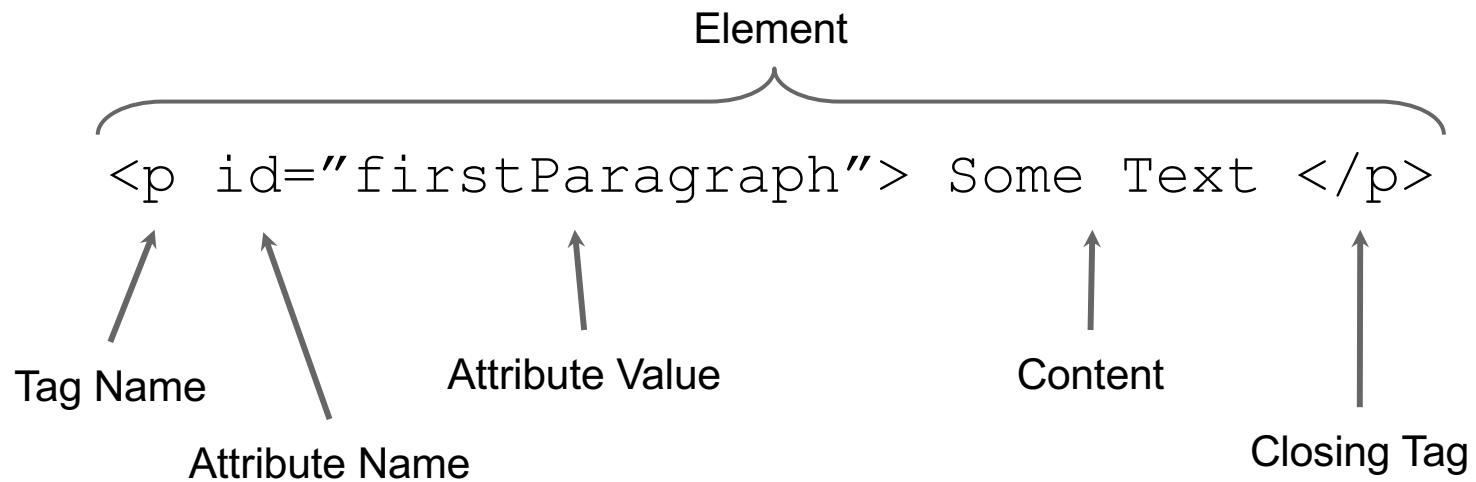 Element
<p id=”firstParagraph”> Some Text </p>
Tag Name
Attribute Name
Attribute Value
Content
Closing Tag